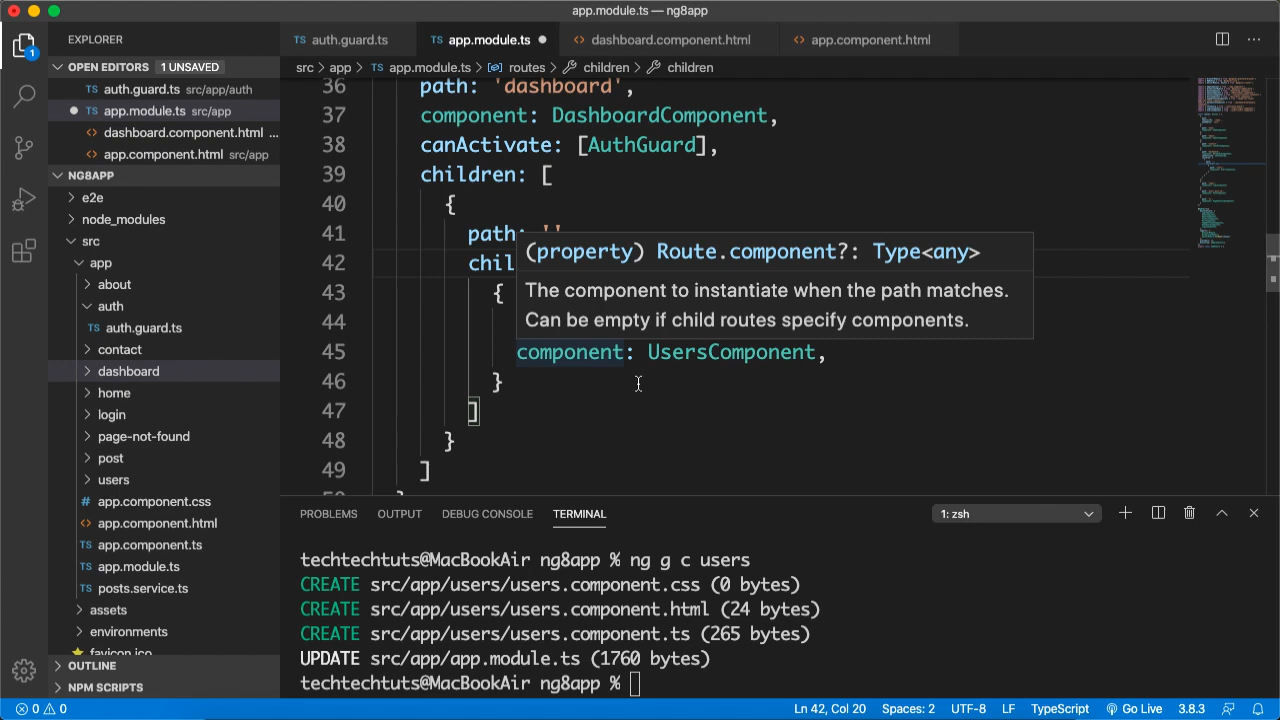 app.module.ts — ng8app
EXPLORER
auth.guard.ts
app.module.ts
dashboard.component.html
app.component.html
OPEN EDITORS 1 UNSAVED
auth.guard.ts src/app/auth
app.module.ts src/app
dashboard.component.html ...
app.component.html src/app
NG8APP
e2e
node_modules
src
app
about
auth
auth.guard.ts
contact
dashboard
home
login
page-not-found
post
users
app.component.css
app.component.html
app.component.ts
app.module.ts
posts.service.ts
assets
environments
favicon.ico
OUTLINE
NPM SCRIPTS
1
src > app > TS app.module.ts > routes > children > children
36 path: 'dashboard',
37 component: DashboardComponent,
38 canActivate: [AuthGuard],
39 children: [
40 {
41 path: ''
42 chil
43 {
44
45 component: UsersComponent,
46 }
47 ]
48 }
49 ]
(property) Route.component?: Type<any>
The component to instantiate when the path matches.
Can be empty if child routes specify components.
PROBLEMS OUTPUT DEBUG CONSOLE TERMINAL 1: zsh
techtechtuts@MacBookAir ng8app % ng g c users
CREATE src/app/users/users.component.css (0 bytes)
CREATE src/app/users/users.component.html (24 bytes)
CREATE src/app/users/users.component.ts (265 bytes)
UPDATE src/app/app.module.ts (1760 bytes)
techtechtuts@MacBookAir ng8app %
0 0 Ln 42, Col 20 Spaces: 2 UTF-8 LF TypeScript Go Live 3.8.3